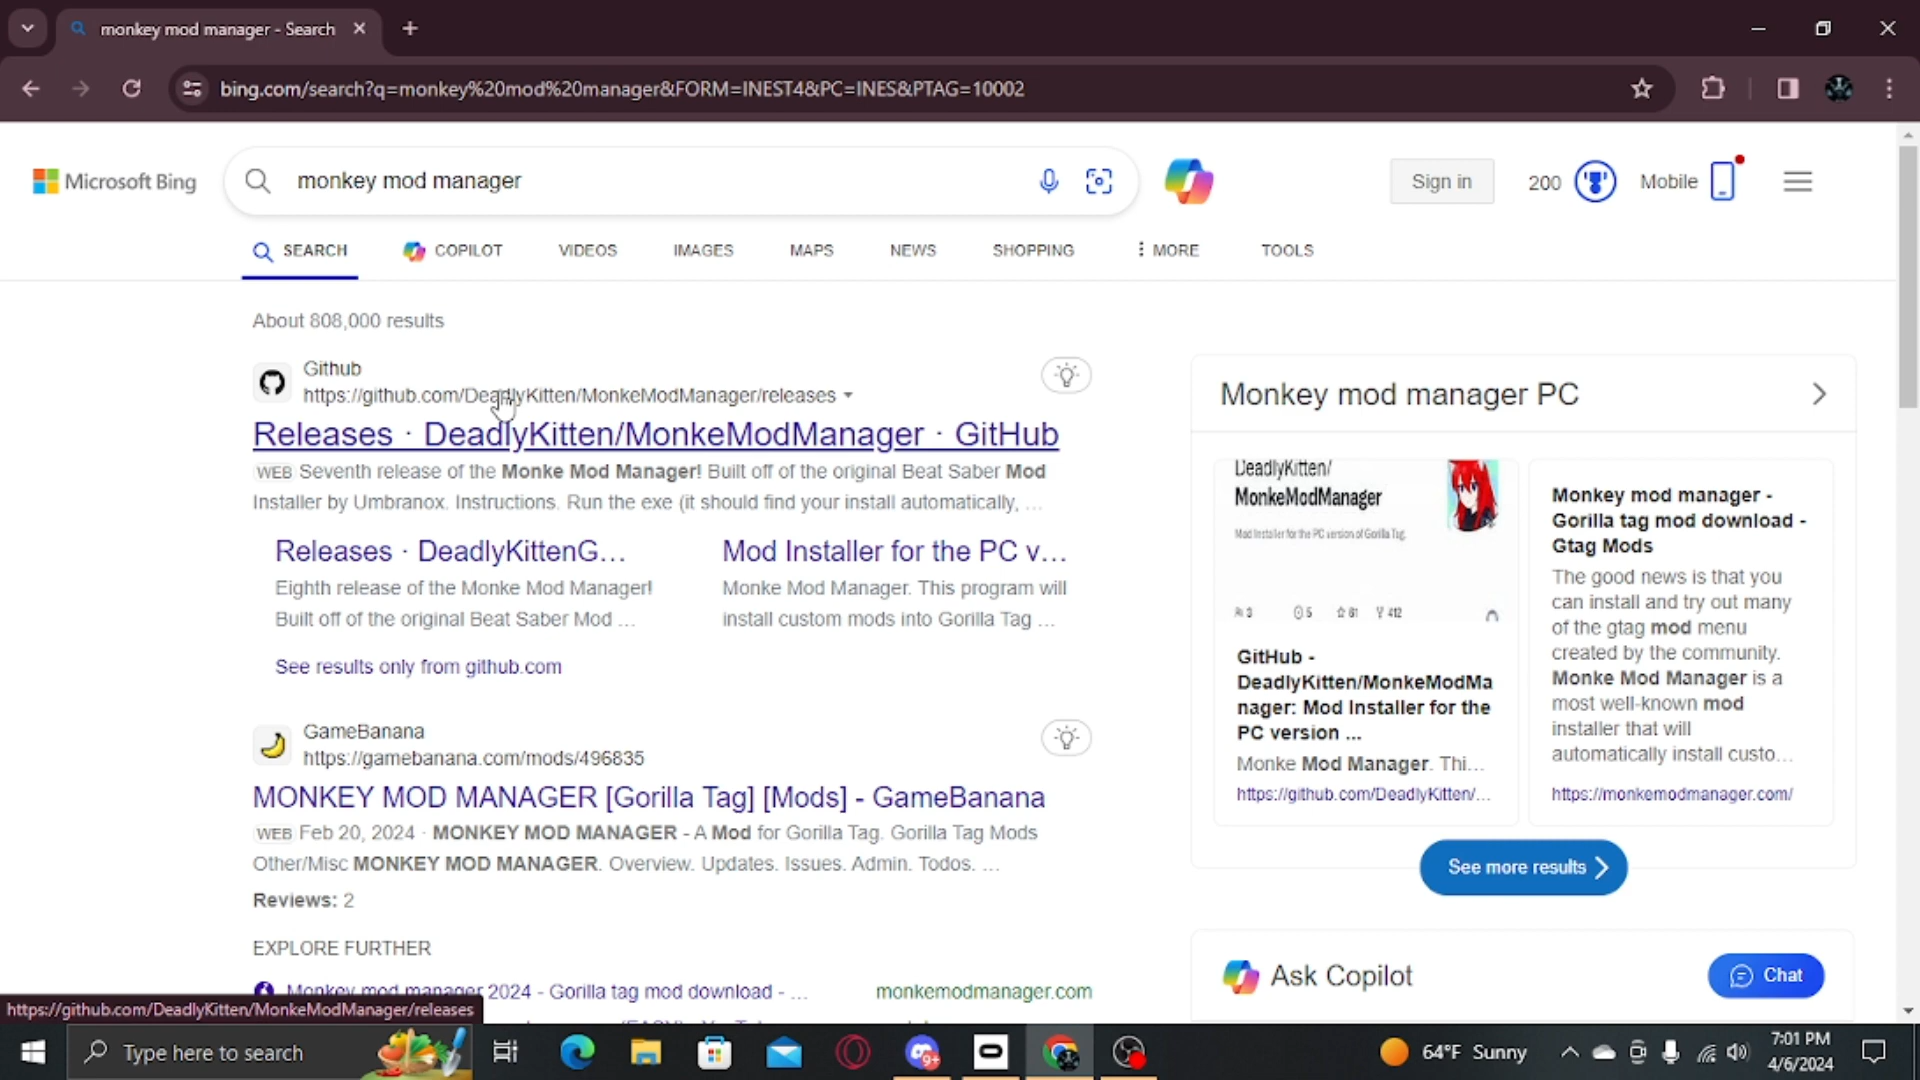 monkey mod manager - Search
bing.com/search?q=monkey%20mod%20manager&FORM=INEST4&PC=INES&PTAG=10002
Microsoft Bing
monkey mod manager
Sign in
200
Mobile
SEARCH
COPILOT
VIDEOS
IMAGES
MAPS
NEWS
SHOPPING
MORE
TOOLS
About 808,000 results
Github
https://github.com/DeadlyKitten/MonkeModManager/releases
Releases · DeadlyKitten/MonkeModManager · GitHub
WEB Seventh release of the Monke Mod Manager! Built off of the original Beat Saber Mod
Installer by Umbranox. Instructions. Run the exe (it should find your install automatically, ...
Releases · DeadlyKittenG...
Eighth release of the Monke Mod Manager!
Built off of the original Beat Saber Mod ...
Mod Installer for the PC v...
Monke Mod Manager. This program will
install custom mods into Gorilla Tag ...
See results only from github.com
GameBanana
https://gamebanana.com/mods/496835
MONKEY MOD MANAGER [Gorilla Tag] [Mods] - GameBanana
WEB Feb 20, 2024 · MONKEY MOD MANAGER - A Mod for Gorilla Tag. Gorilla Tag Mods
Other/Misc MONKEY MOD MANAGER. Overview. Updates. Issues. Admin. Todos. ...
Reviews: 2
EXPLORE FURTHER
Monkey mod manager 2024 - Gorilla tag mod download - ...
monkemodmanager.com
Monkey mod manager PC
DeadlyKitten/
MonkeModManager
Mod Installer for the PC version of Gorilla Tag.
3
5
61
412
GitHub -
DeadlyKitten/MonkeModMa
nager: Mod Installer for the
PC version ...
Monke Mod Manager. Thi...
https://github.com/DeadlyKitten/...
Monkey mod manager -
Gorilla tag mod download -
Gtag Mods
The good news is that you
can install and try out many
of the gtag mod menu
created by the community.
Monke Mod Manager is a
most well-known mod
installer that will
automatically install custo...
https://monkemodmanager.com/
See more results
Ask Copilot
Chat
https://github.com/DeadlyKitten/MonkeModManager/releases
Type here to search
9+
64°F Sunny
7:01 PM
4/6/2024